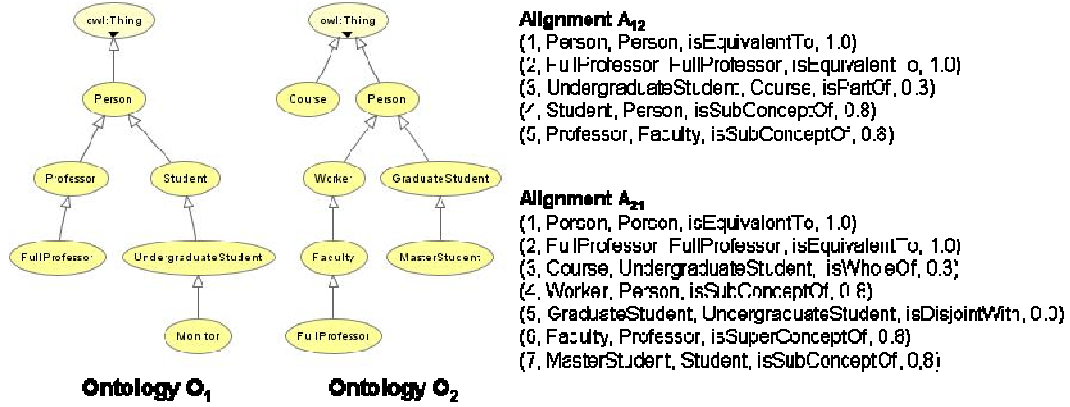 owl:Thing
Person
Professor
Student
FullProfessor
UndergraduateStudent
Monitor
Ontology O1
owl:Thing
Course
Person
Worker
GraduateStudent
Faculty
MasterStudent
FullProfessor
Ontology O2
Alignment A12
(1, Person, Person, isEquivalentTo, 1.0)
(2, FullProfessor FullProfessor, isEquivalentTo, 1.0)
(3, UndergraduateStudent, Course, isPartOf, 0.3)
(4, Student, Person, isSubConceptOf, 0.8)
(5, Professor, Faculty, isSubConceptOf, 0.8)
Alignment A21
(1, Person, Person, isEquivalentTo, 1.0)
(2, FullProfessor FullProfessor, isEquivalentTo, 1.0)
(3, Course, UndergraduateStudent, isWholeOf, 0.3)
(4, Worker, Person, isSubConceptOf, 0.8)
(5, GraduateStudent, UndergraduateStudent, isDisjointWith, 0.0)
(6, Faculty, Professor, isSuperConceptOf, 0.8)
(7, MasterStudent, Student, isSubConceptOf, 0.8)